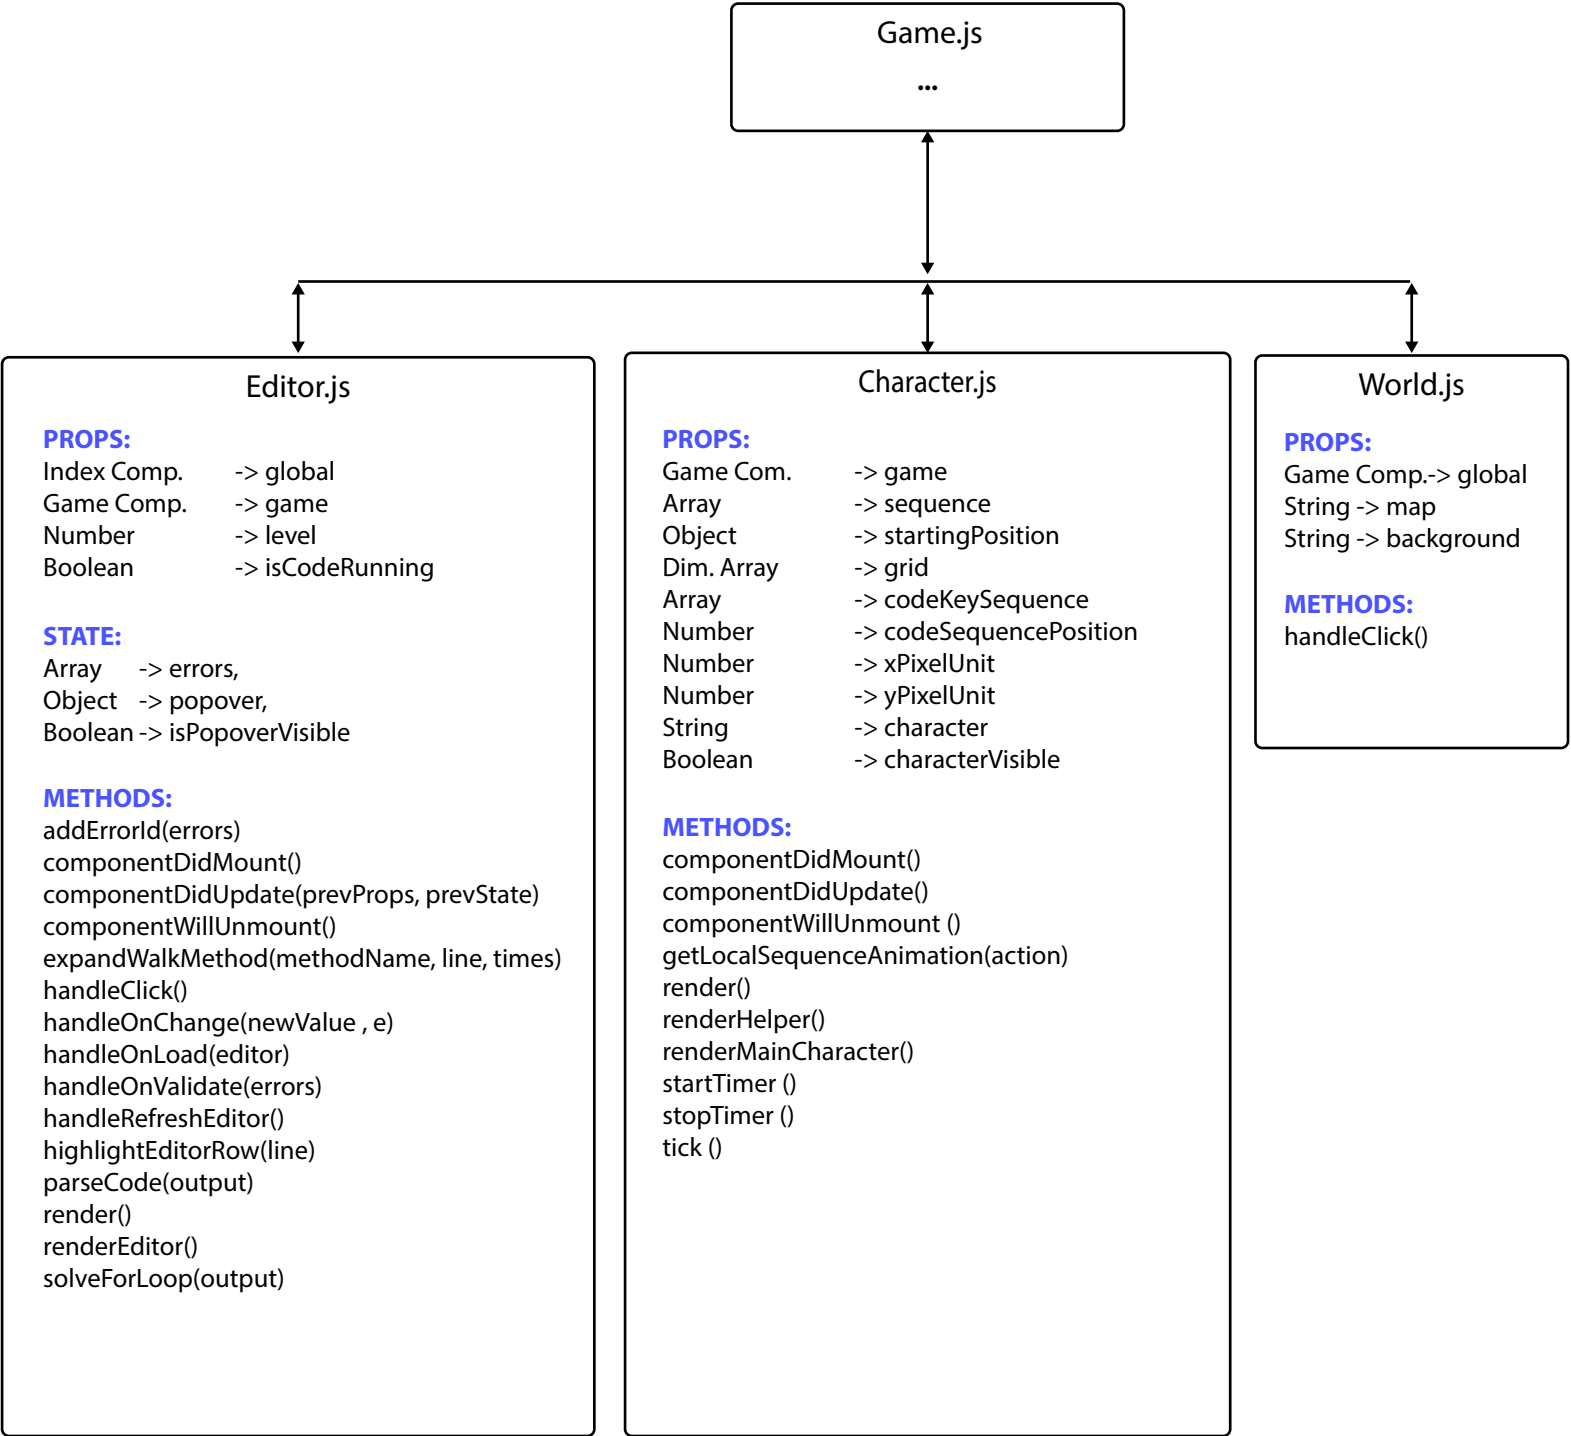 Game.js
...
Editor.js
PROPS:
Index Comp. -> global
Game Comp. -> game
Number -> level
Boolean -> isCodeRunning
STATE:
Array -> errors,
Object -> popover,
Boolean -> isPopoverVisible
METHODS:
addErrorId(errors)
componentDidMount()
componentDidUpdate(prevProps, prevState)
componentWillUnmount()
expandWalkMethod(methodName, line, times)
handleClick()
handleOnChange(newValue , e)
handleOnLoad(editor)
handleOnValidate(errors)
handleRefreshEditor()
highlightEditorRow(line)
parseCode(output)
render()
renderEditor()
solveForLoop(output)
Character.js
PROPS:
Game Com. -> game
Array -> sequence
Object -> startingPosition
Dim. Array -> grid
Array -> codeKeySequence
Number -> codeSequencePosition
Number -> xPixelUnit
Number -> yPixelUnit
String -> character
Boolean -> characterVisible
METHODS:
componentDidMount()
componentDidUpdate()
componentWillUnmount ()
getLocalSequenceAnimation(action)
render()
renderHelper()
renderMainCharacter()
startTimer ()
stopTimer ()
tick ()
World.js
PROPS:
Game Comp.-> global
String -> map
String -> background
METHODS:
handleClick()